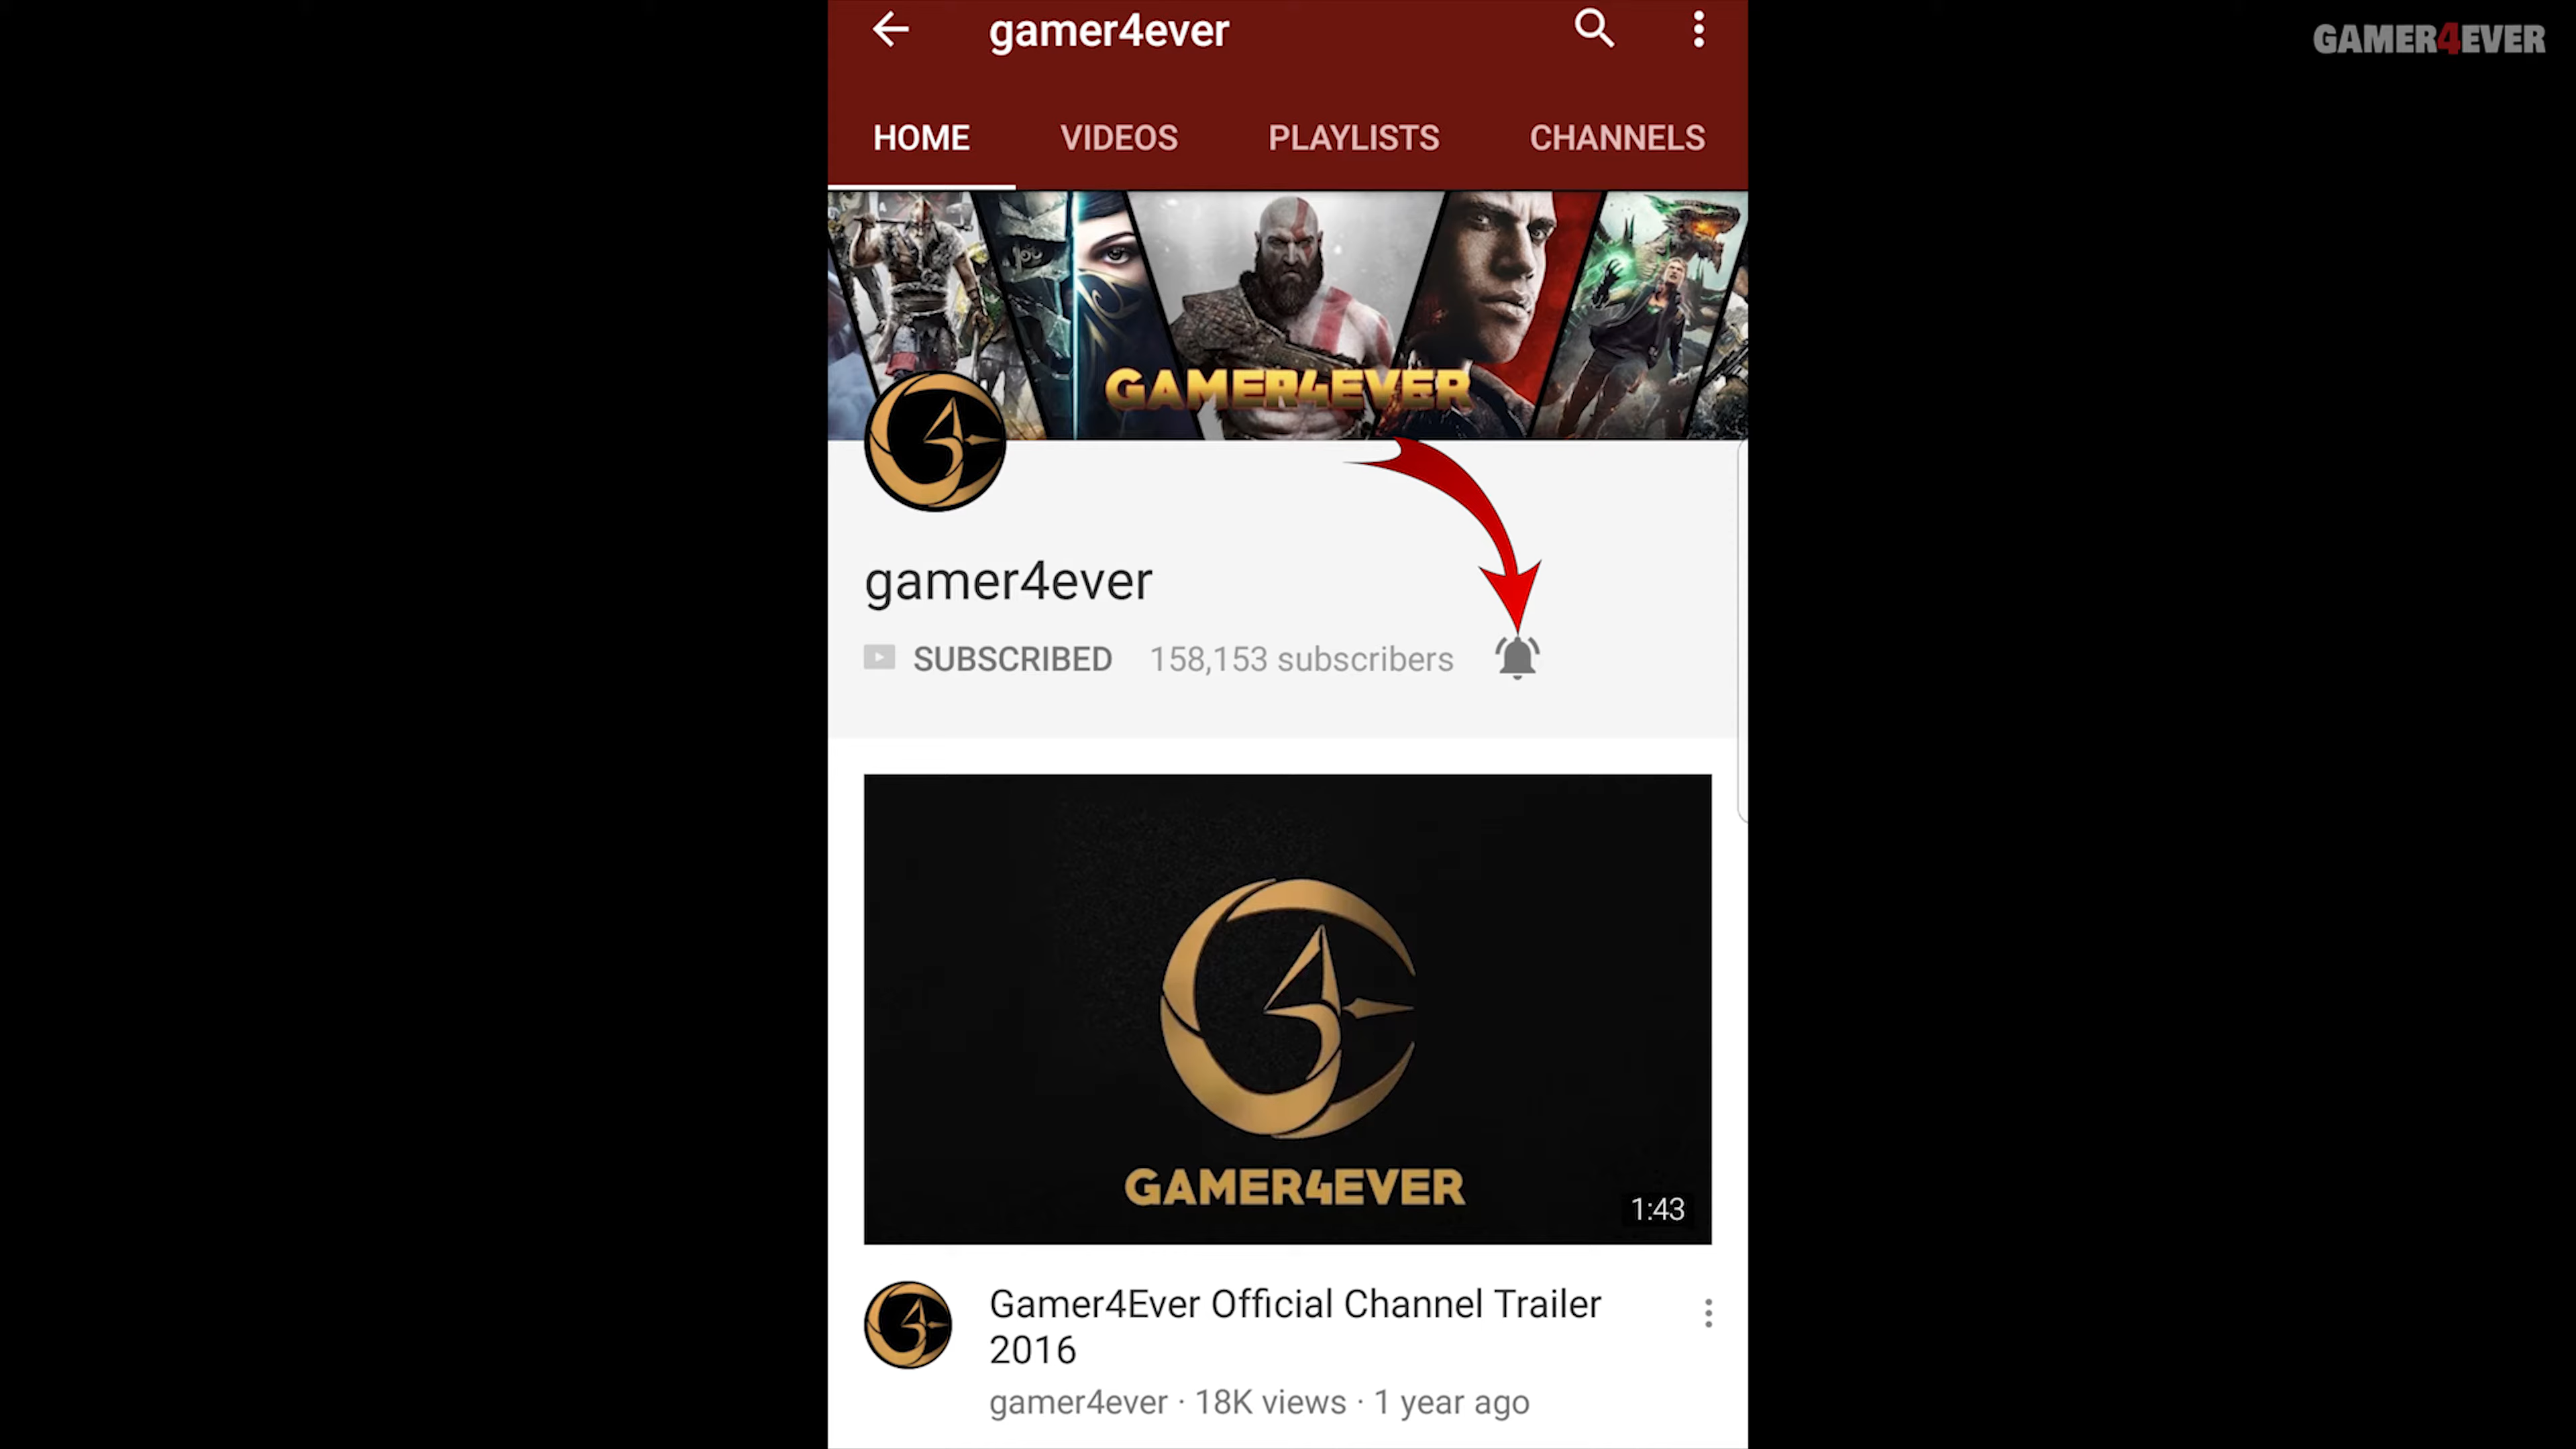 gamer4ever
GAMER4EVER
HOME VIDEOS PLAYLISTS CHANNELS
GAMER4EVER
gamer4ever
SUBSCRIBED 158,153 subscribers
GAMER4EVER
1:43
Gamer4Ever Official Channel Trailer
2016
gamer4ever · 18K views · 1 year ago